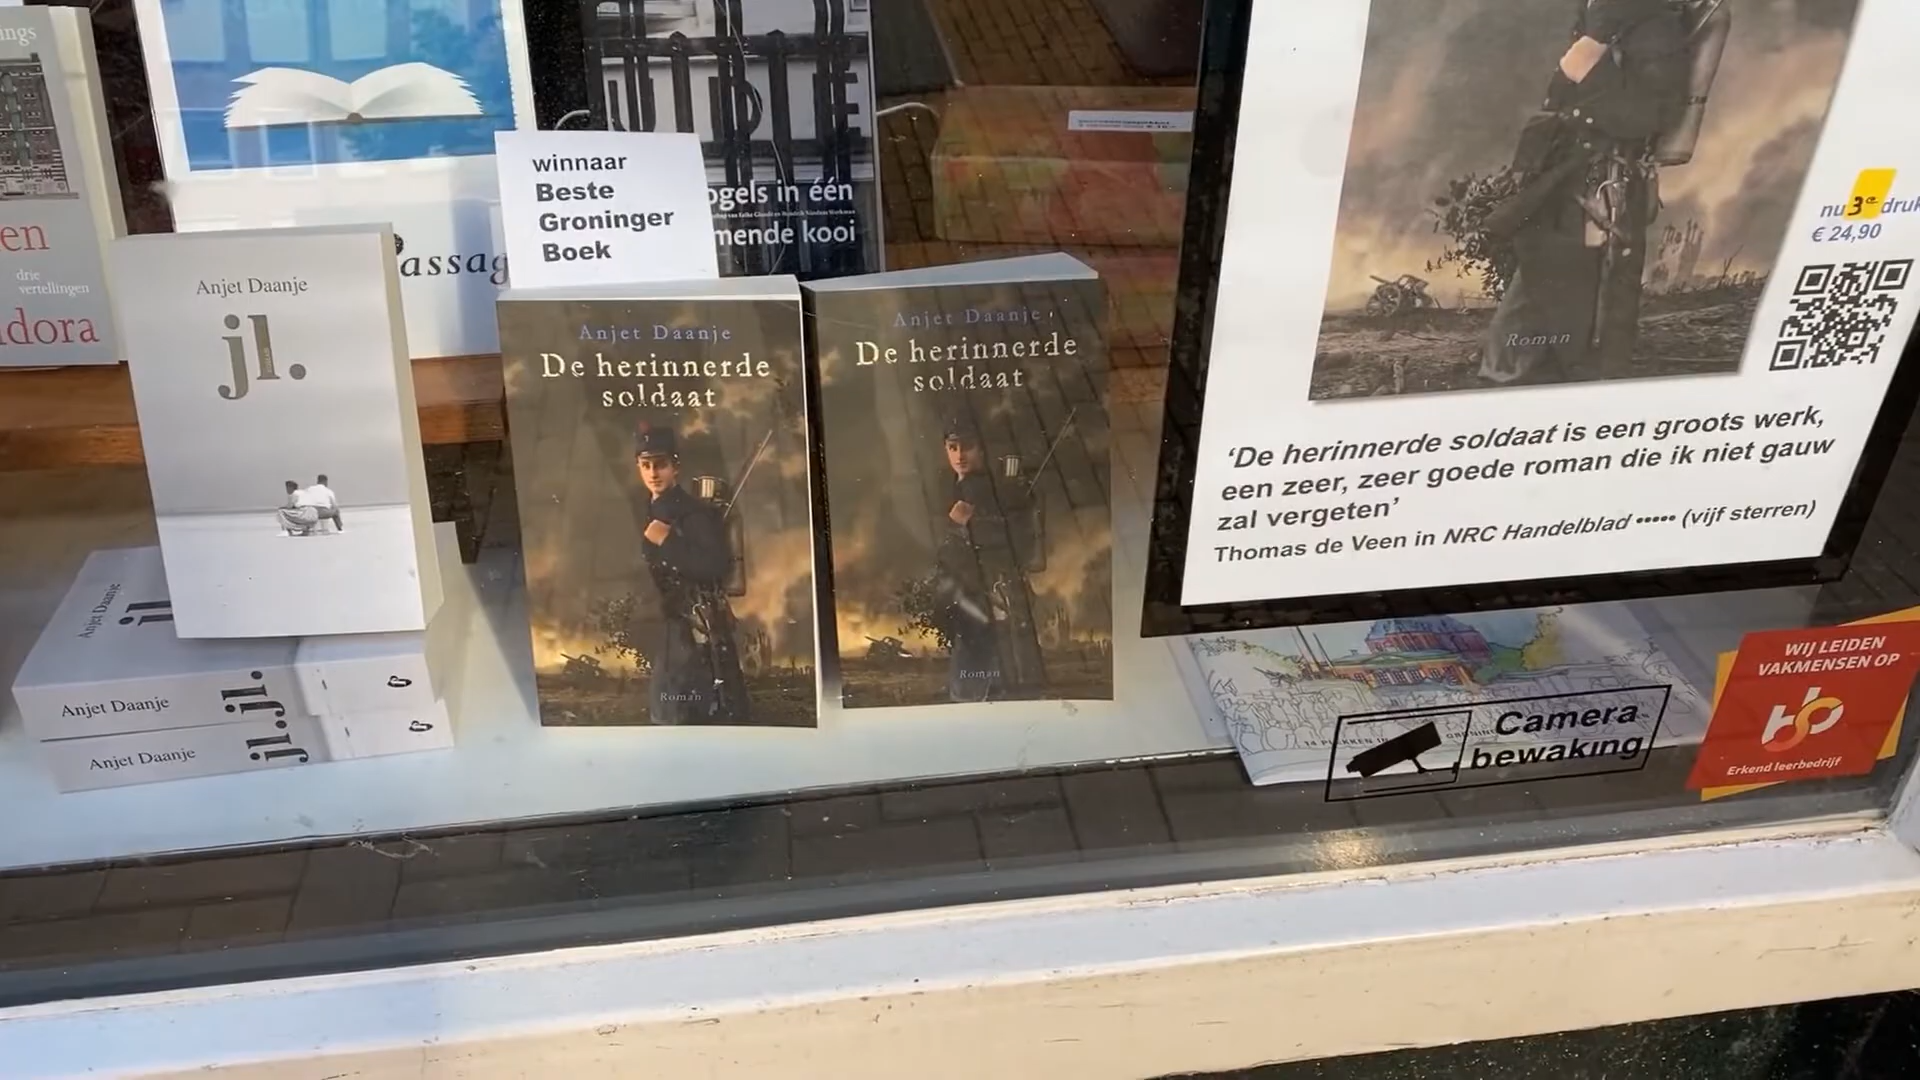 ings
en
drie
vertellingen
dora
Anjet Daanje
jl.
Anjet Daanje
jl.
Anjet Daanje
jl.
Anjet Daanje
jl.
assag
winnaar
Beste
Groninger
Boek
ogels in één
mende kooi
Anjet Daanje
De herinnerde
soldaat
Roman
Anjet Daanje
De herinnerde
soldaat
Roman
Roman
nu 3e druk
€ 24,90
‘De herinnerde soldaat is een groots werk,
een zeer, zeer goede roman die ik niet gauw
zal vergeten’
Thomas de Veen in NRC Handelblad ••••• (vijf sterren)
Camera
bewaking
WIJ LEIDEN
VAKMENSEN OP
Erkend leerbedrijf